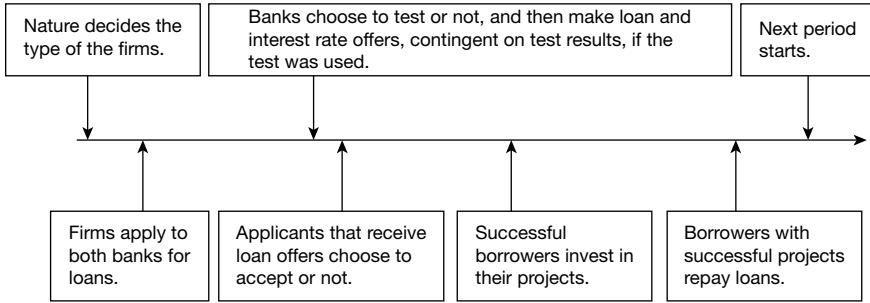 Nature decides the
type of the firms.
Banks choose to test or not, and then make loan and
interest rate offers, contingent on test results, if the
test was used.
Next period
starts.
Firms apply to
both banks for
loans.
Applicants that receive
loan offers choose to
accept or not.
Successful
borrowers invest in
their projects.
Borrowers with
successful projects
repay loans.